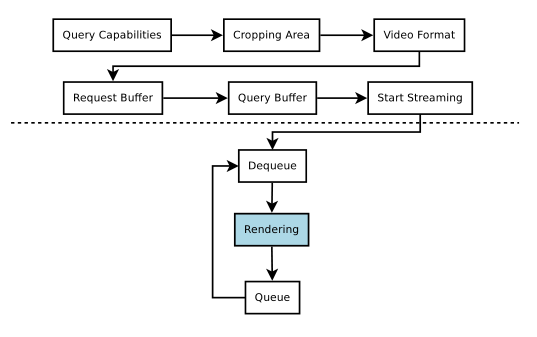 Query Capabilities
Cropping Area
Video Format
Request Buffer
Query Buffer
Start Streaming
Dequeue
Rendering
Queue